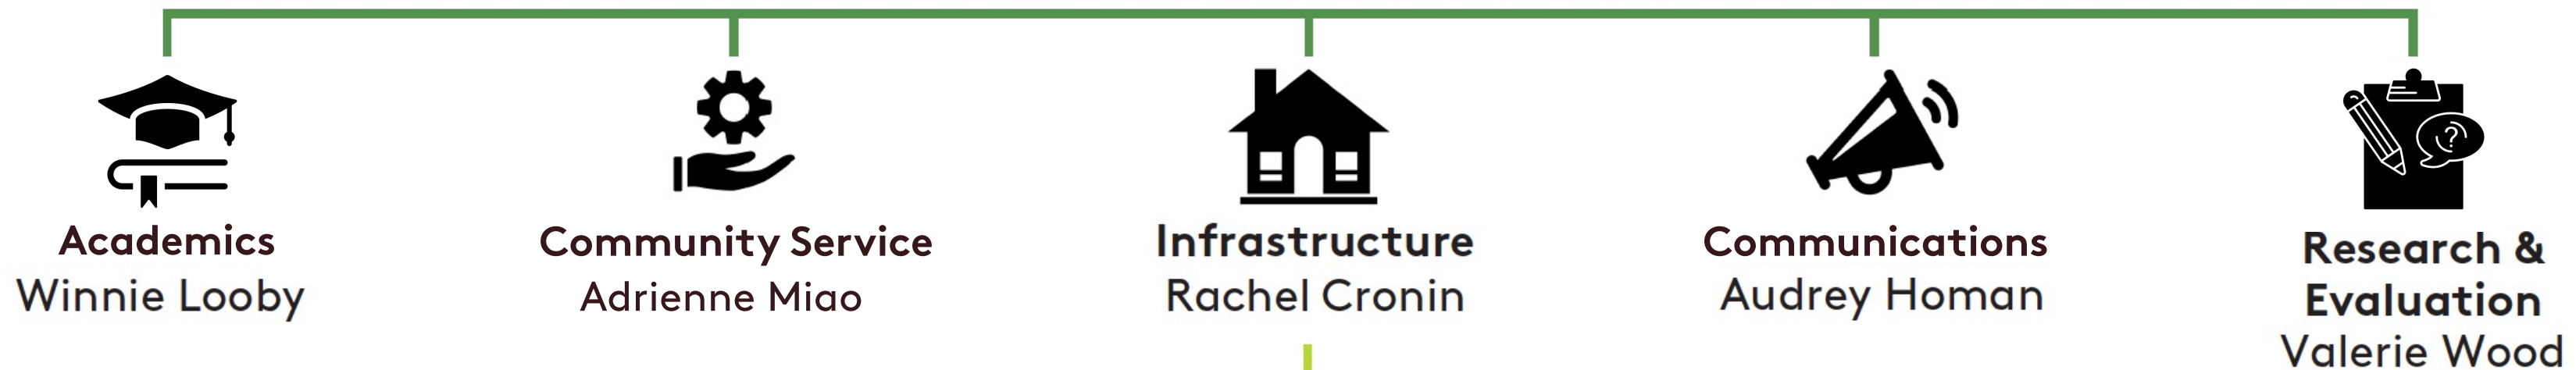 Academics
Winnie Looby
Community Service
Adrienne Miao
Infrastructure
Rachel Cronin
Communications
Audrey Homan
Research &
Evaluation
Valerie Wood
?